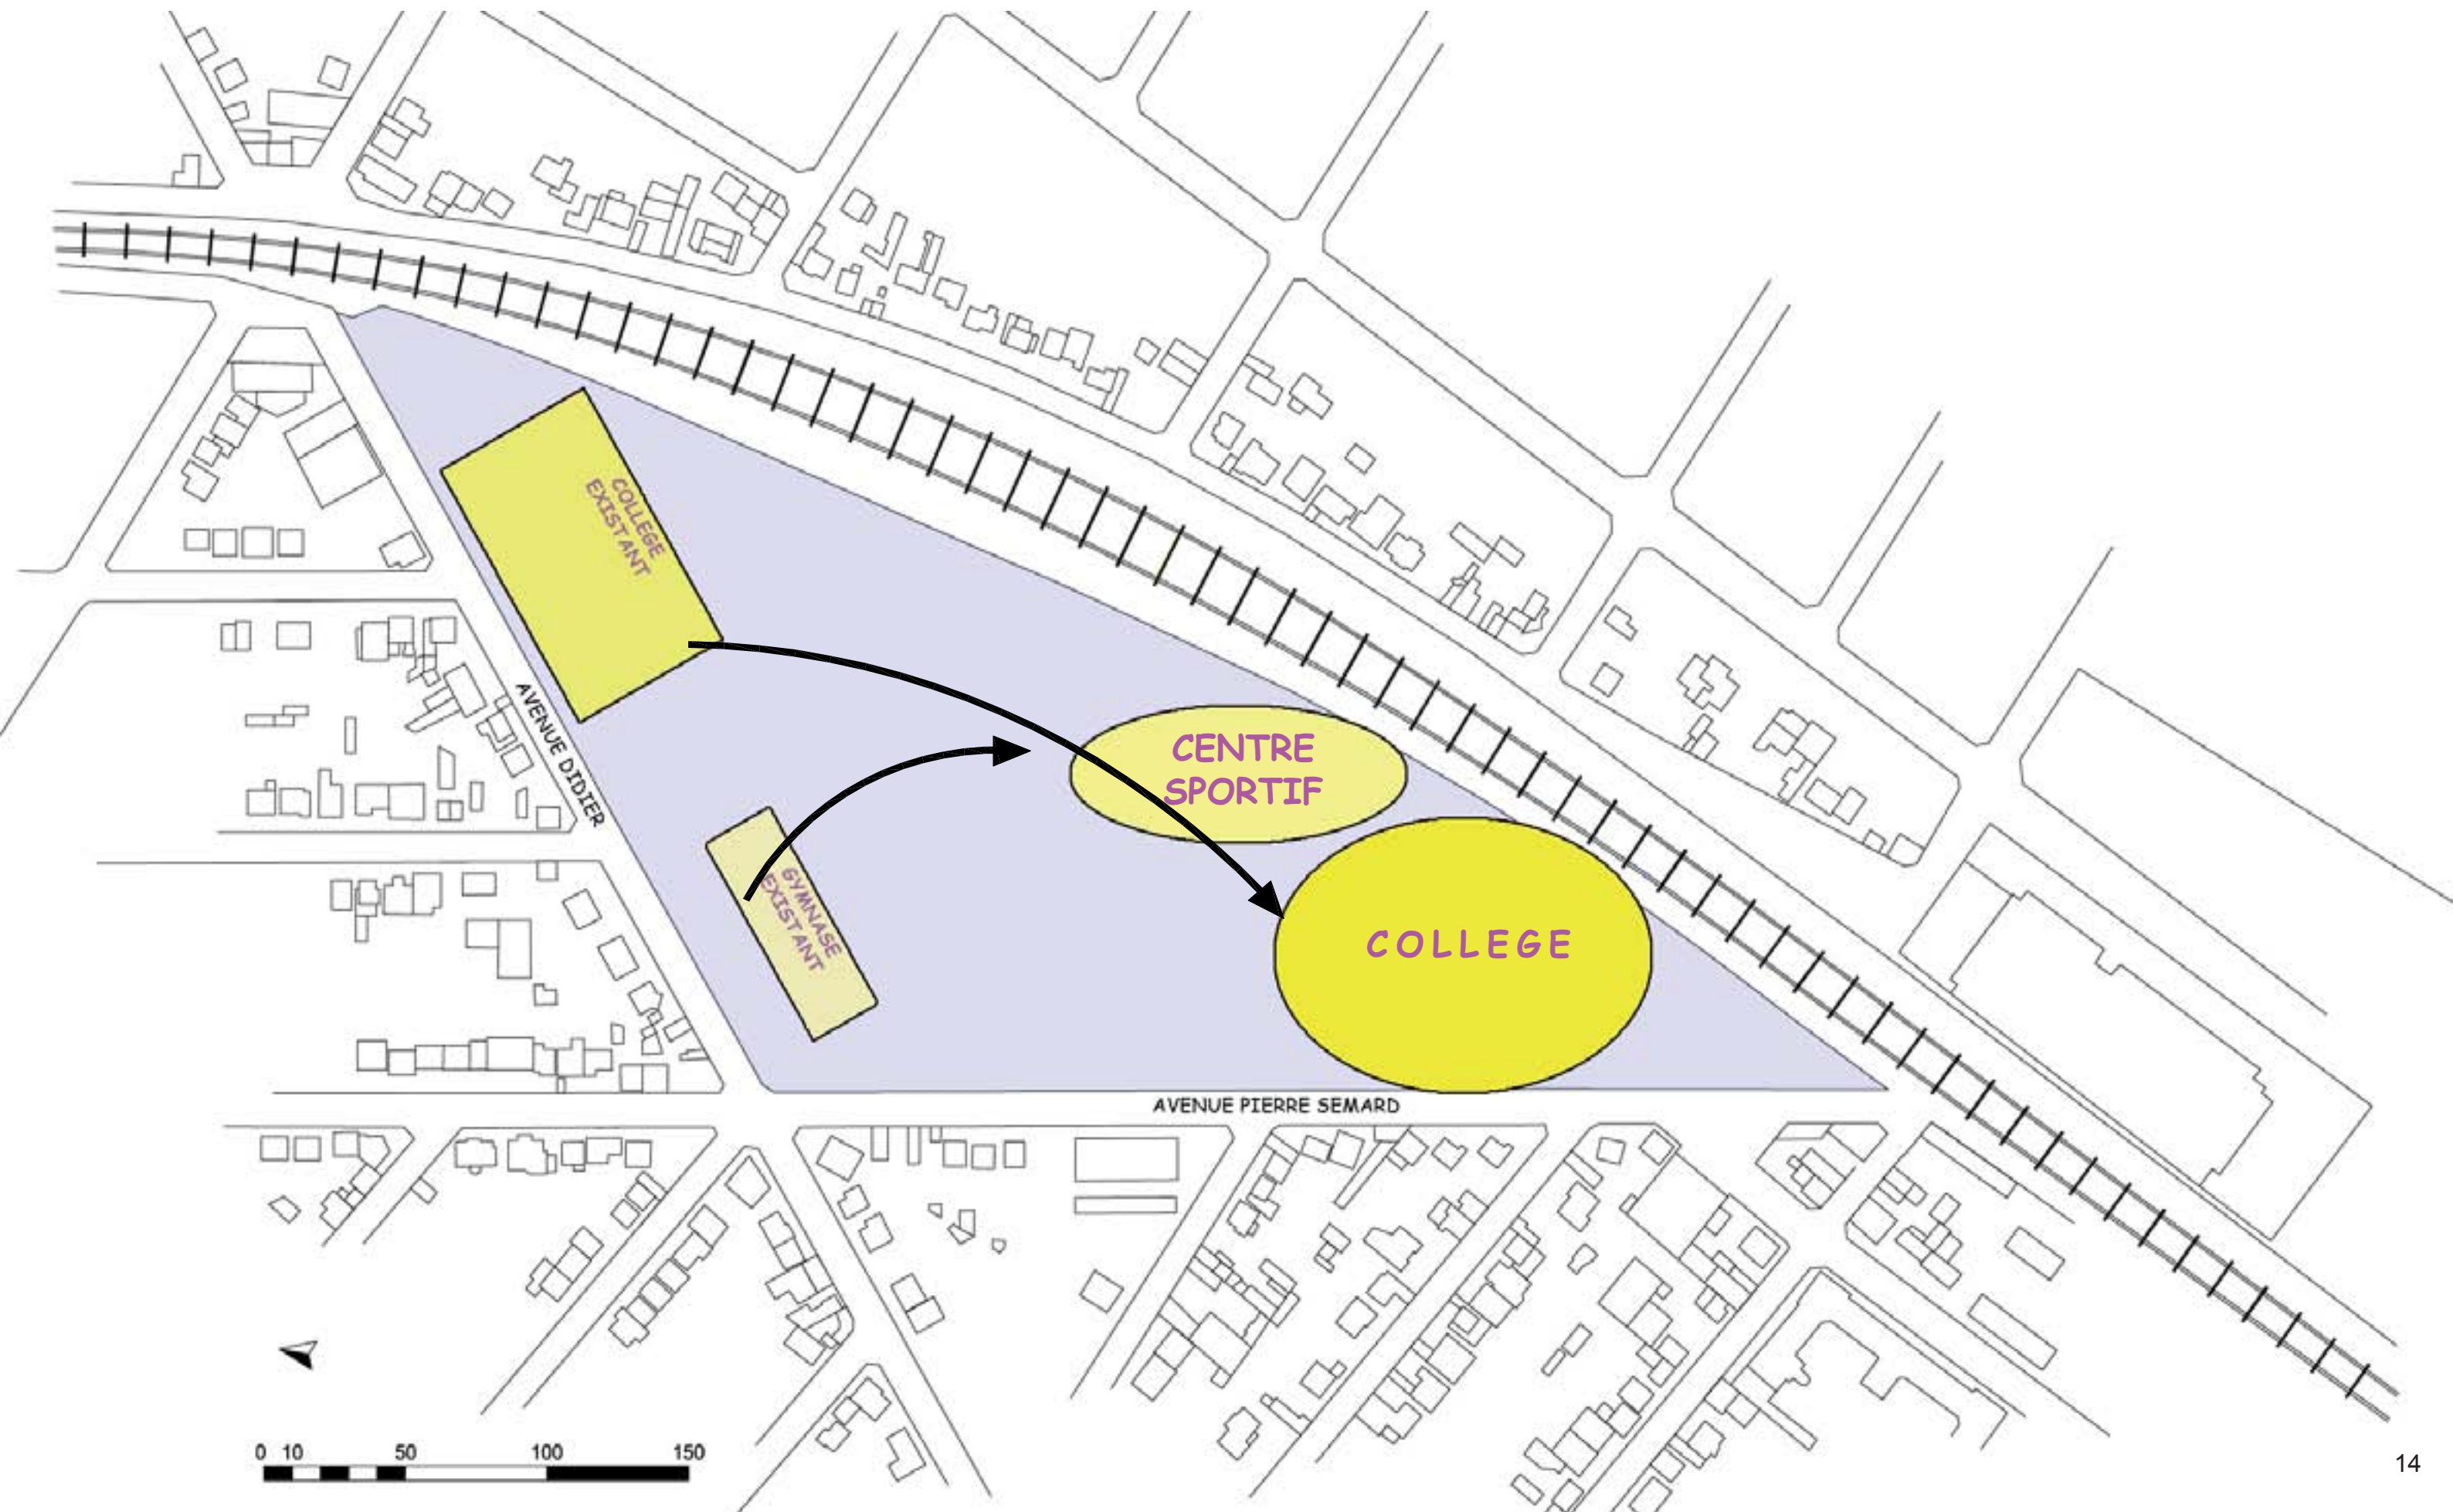 COLLEGE
EXISTANT
AVENUE DIDIER
CENTRE
SPORTIF
GYMNASE
EXISTANT
COLLEGE
AVENUE PIERRE SEMARD
0 10 50 100 150
14